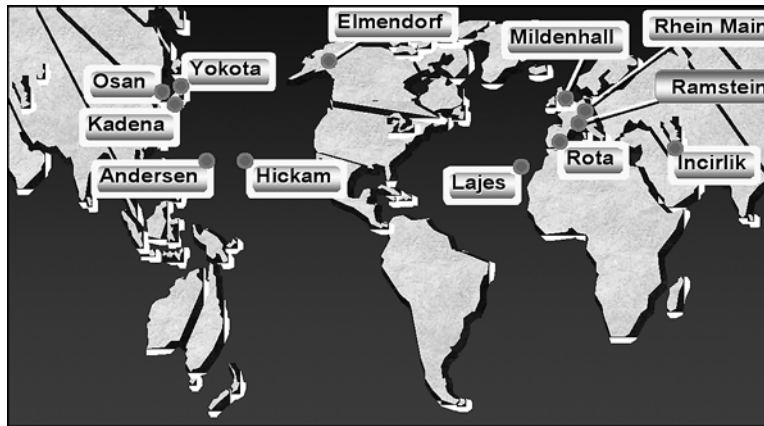 Elmendorf
Mildenhall
Rhein Main
Osan
Yokota
Ramstein
Kadena
Andersen
Hickam
Lajes
Rota
Incirlik